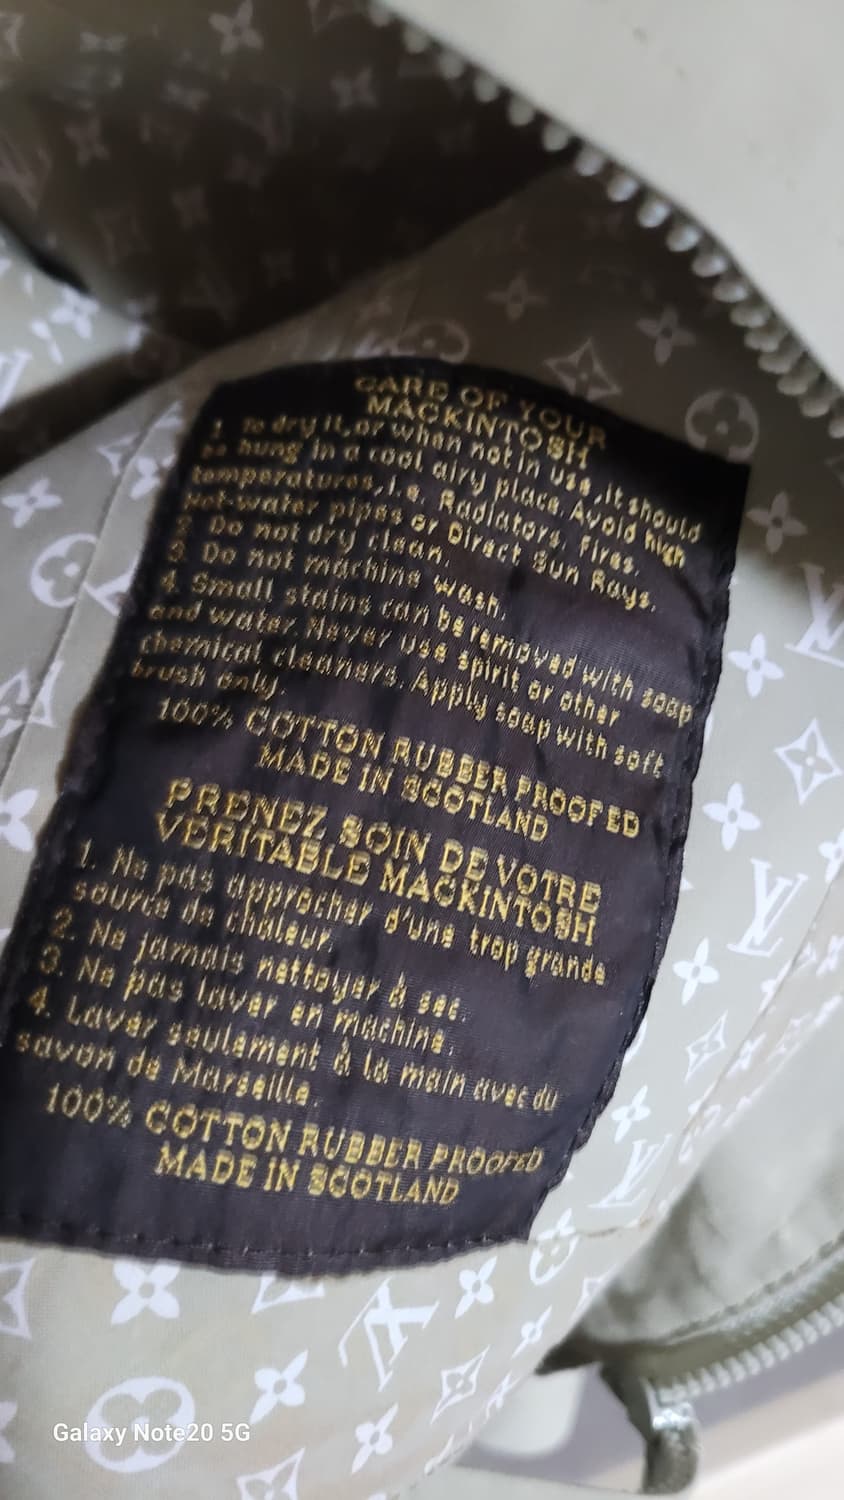 CARE OF YOUR
MACKINTOSH
1. To dry it, or when not in use, it should
be hung in a cool airy place. Avoid high
temperatures, i.e. Radiators, Fires,
Hot-water pipes or Direct Sun Rays.
2. Do not dry clean.
3. Do not machine wash.
4. Small stains can be removed with soap
and water. Never use spirit or other
chemical cleaners. Apply soap with soft
brush only.
100% COTTON RUBBER PROOFED
MADE IN SCOTLAND
PRENEZ SOIN DE VOTRE
VERITABLE MACKINTOSH
1. Ne pas approcher d'une trop grande
source de chaleur.
2. Ne jamais nettoyer à sec.
3. Ne pas laver en machine.
4. Laver seulement à la main avec du
savon de Marseille.
100% COTTON RUBBER PROOFED
MADE IN SCOTLAND
Galaxy Note20 5G